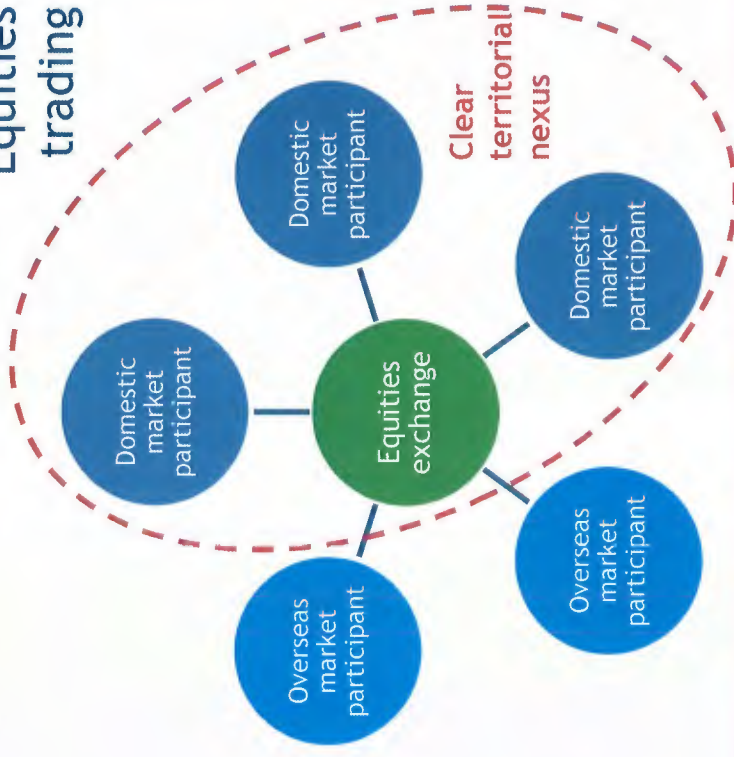 Equities
trading
Domestic
market
participant
Domestic
market
participant
Clear
territorial
nexus
Equities
exchange
Overseas
market
participant
Domestic
market
participant
Overseas
market
participant